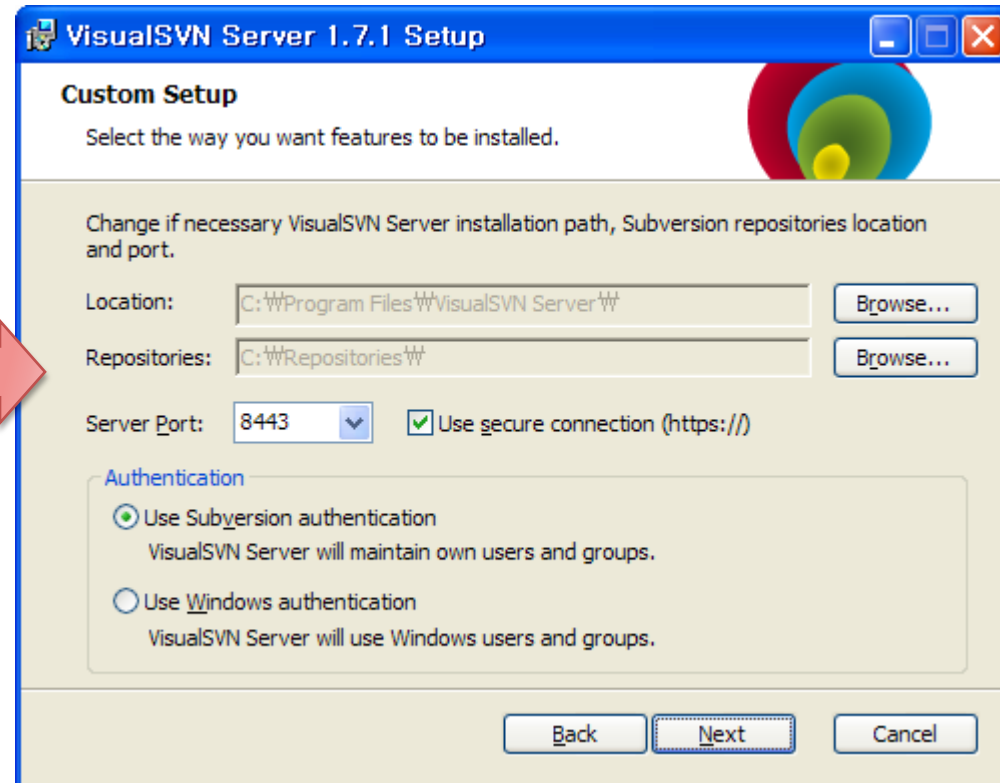 VisualSVN Server 1.7.1 Setup
Custom Setup
Select the way you want features to be installed.
Change if necessary VisualSVN Server installation path, Subversion repositories location
and port.
Location: C:₩Program Files₩VisualSVN Server₩ Browse...
Repositories: C:₩Repositories₩ Browse...
Server Port: 8443 Use secure connection (https://)
Authentication
Use Subversion authentication
VisualSVN Server will maintain own users and groups.
Use Windows authentication
VisualSVN Server will use Windows users and groups.
Back Next Cancel